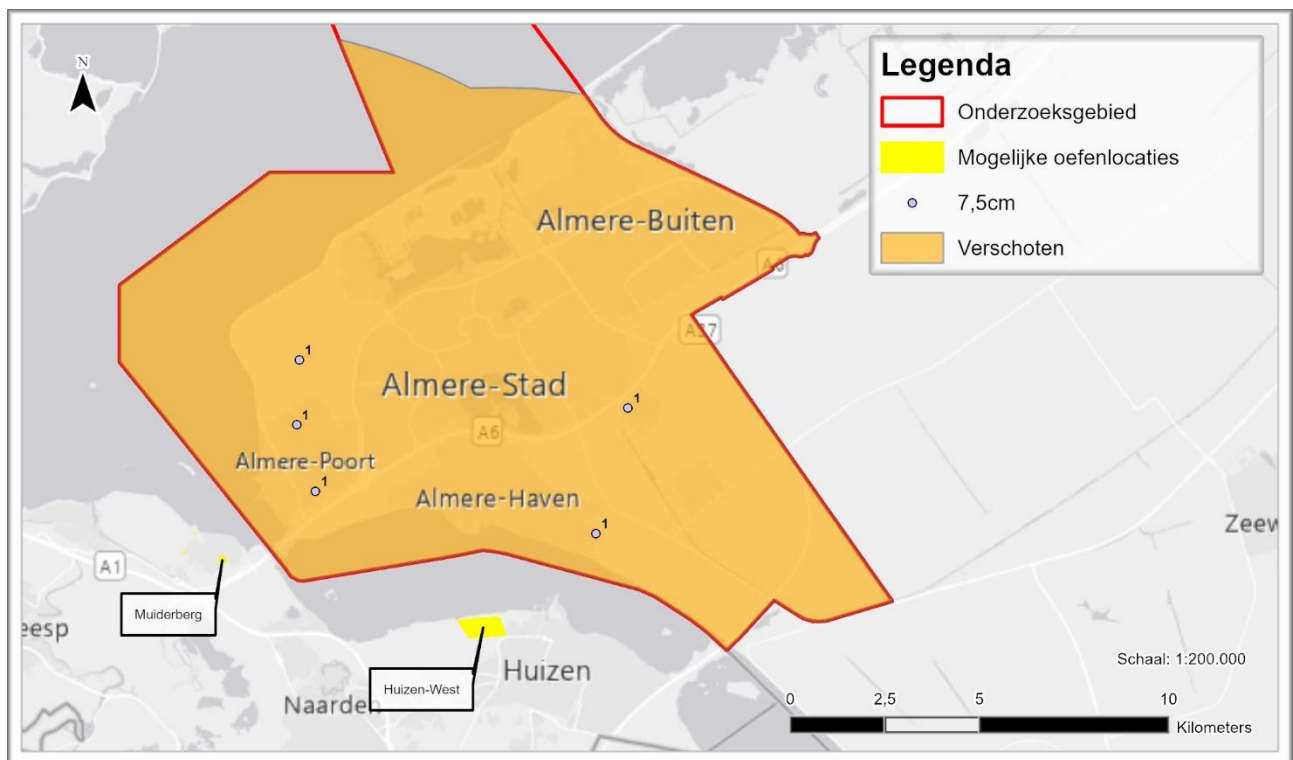 N
Legenda
Onderzoeksgebied
Mogelijke oefenlocaties
7,5cm
Verschoten
Almere-Buiten
A6
A27
1
Almere-Stad
1
1
A6
Almere-Poort
1
Almere-Haven
1
Zeew
A1
Muiderberg
eesp
Huizen
Schaal: 1:200.000
Huizen-West
Naarden
0
2,5
5
10
Kilometers